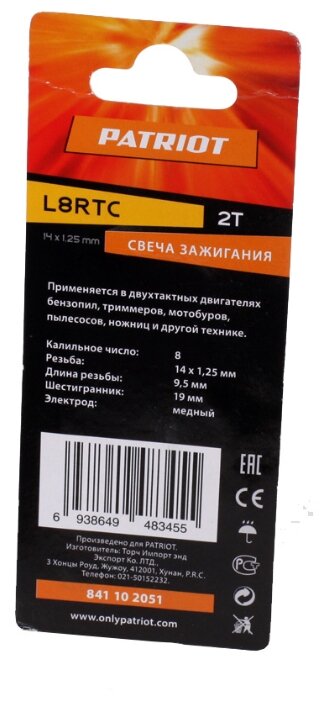 PATRIOT
L8RTC
2T
14 x 1.25 mm
СВЕЧА ЗАЖИГАНИЯ
Применяется в двухтактных двигателях
бензопил, триммеров, мотобуров,
пылесосов, ножниц и другой технике.
Калильное число: 8
Резьба: 14 x 1,25 мм
Длина резьбы: 9,5 мм
Шестигранник: 19 мм
Электрод: медный
6 938649 483455
EAC
CE
Произведено для PATRIOT.
Изготовитель: Торч Импорт энд
Экспорт Ко. ЛТД.,
3 Хонцы Роуд, Жужоу, 412001, Хунан, P.R.C.
Телефон: 021-50152232.
841 10 2051
www.onlypatriot.com